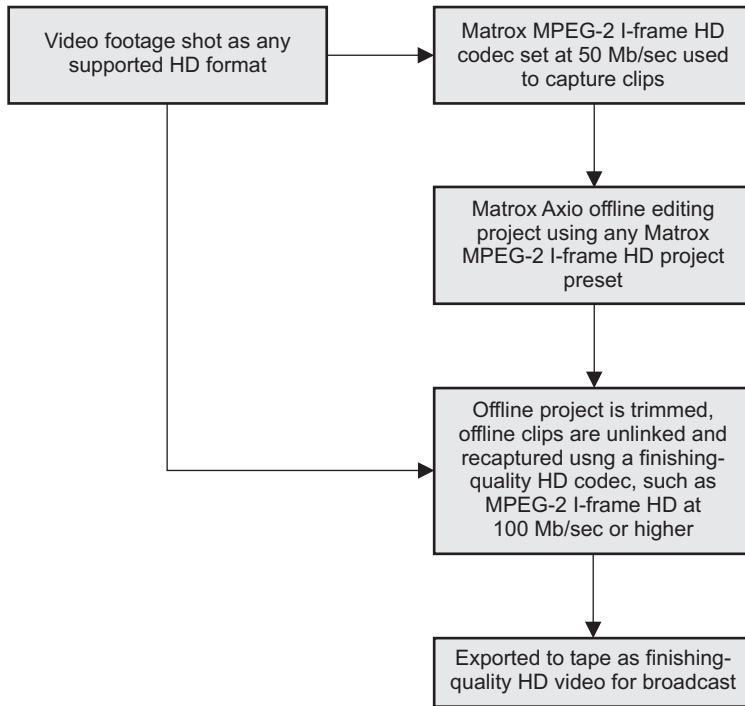 Video footage shot as any
supported HD format
Matrox MPEG-2 I-frame HD
codec set at 50 Mb/sec used
to capture clips
Matrox Axio offline editing
project using any Matrox
MPEG-2 I-frame HD project
preset
Offline project is trimmed,
offline clips are unlinked and
recaptured usng a finishing-
quality HD codec, such as
MPEG-2 I-frame HD at
100 Mb/sec or higher
Exported to tape as finishing-
quality HD video for broadcast